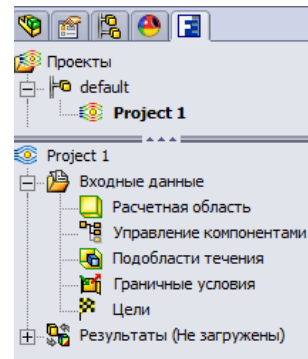 Проекты
default
Project 1
Project 1
Входные данные
Расчетная область
Управление компонентами
Подобласти течения
Граничные условия
Цели
Результаты (Не загружены)